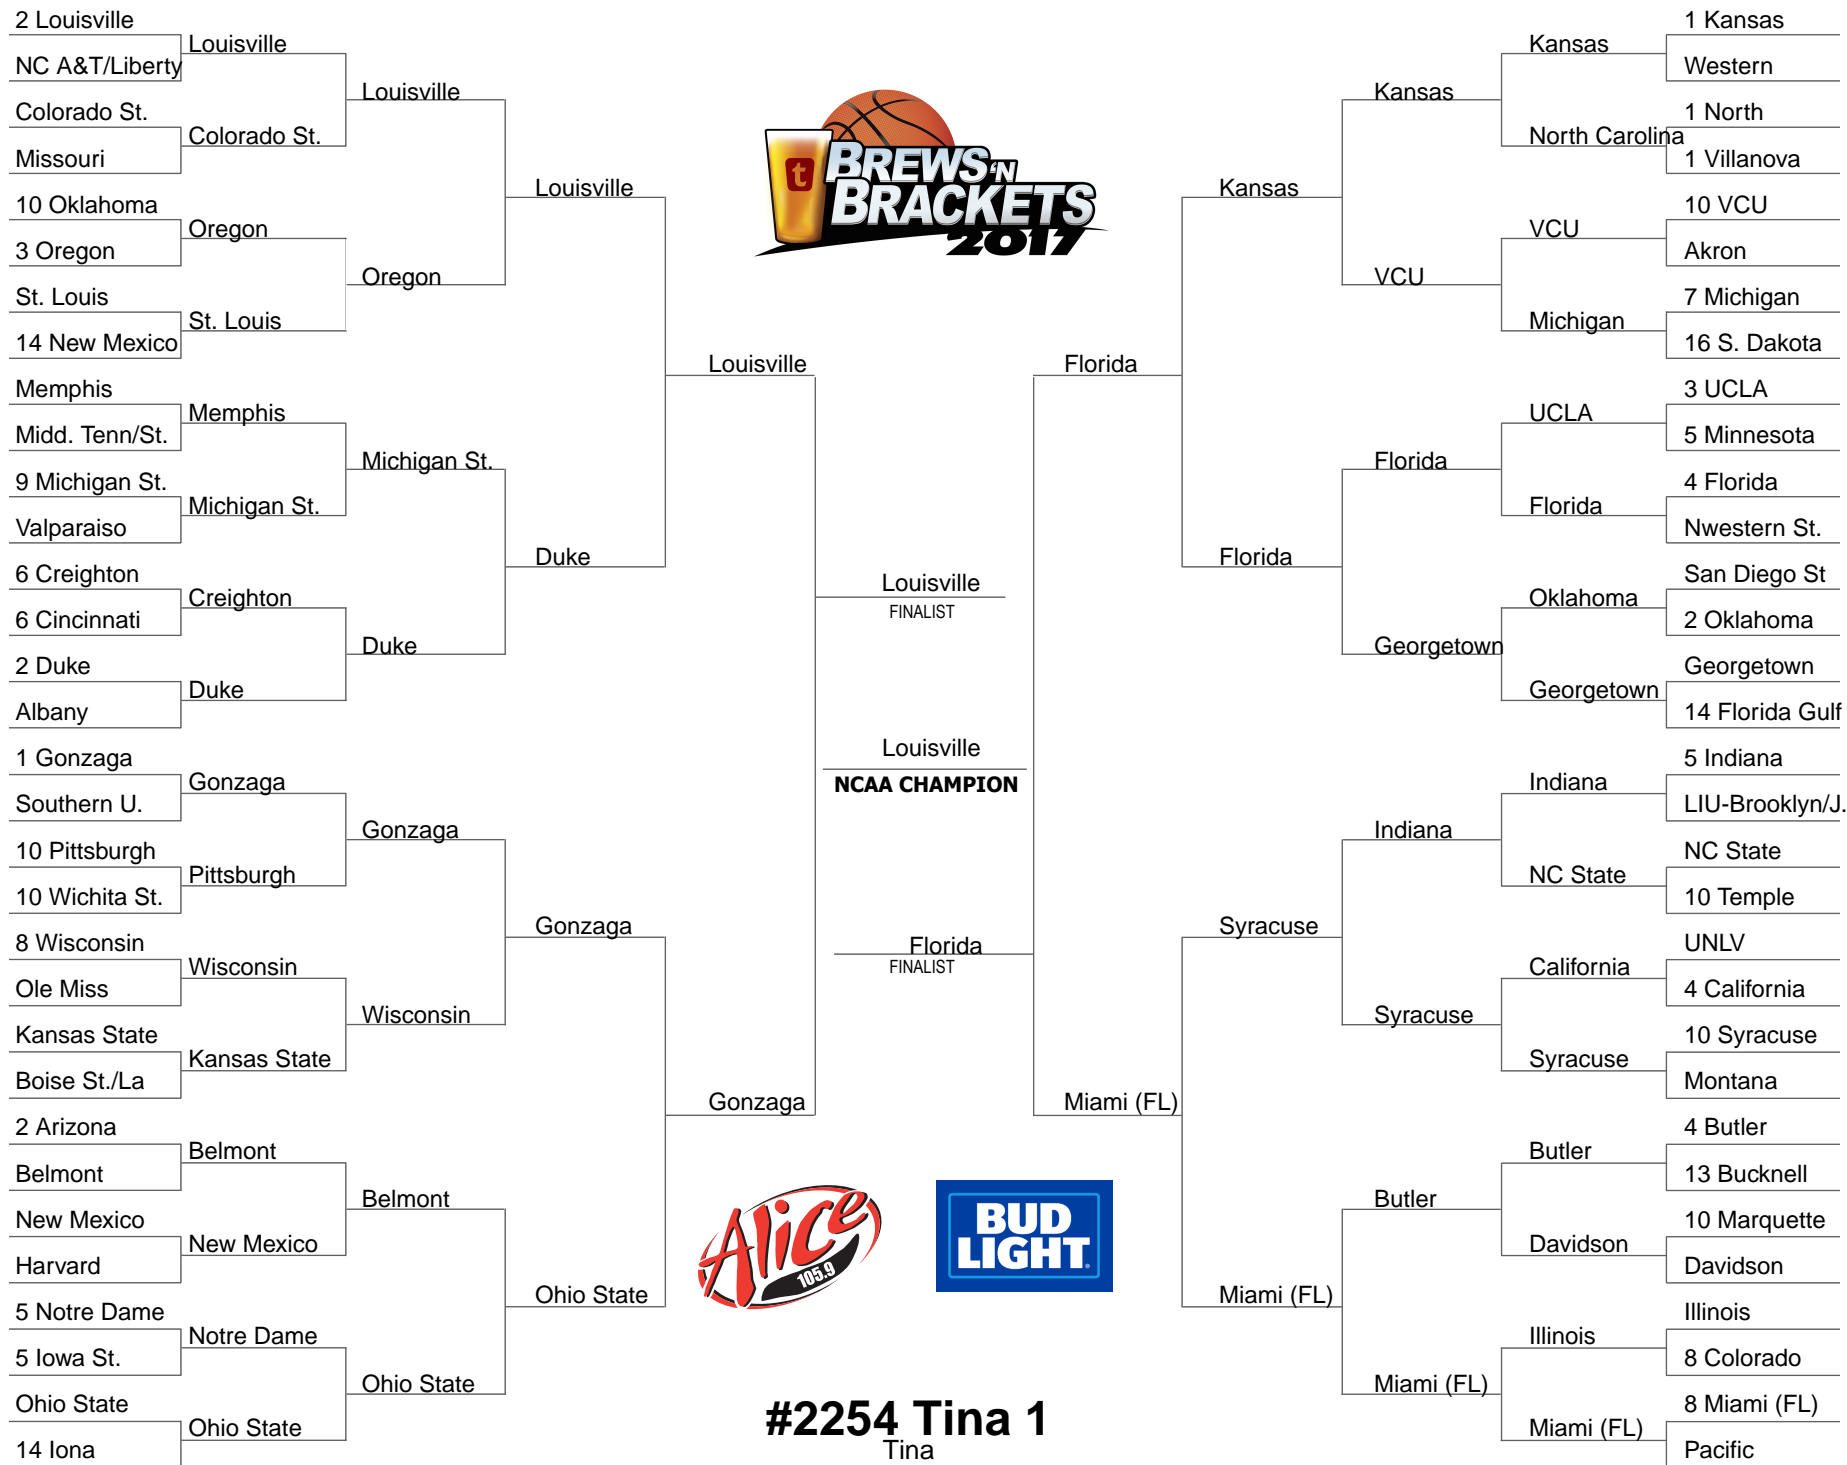 2 Louisville
NC A&T/Liberty
Colorado St.
Missouri
10 Oklahoma
3 Oregon
St. Louis
14 New Mexico
Memphis
Midd. Tenn/St.
9 Michigan St.
Valparaiso
6 Creighton
6 Cincinnati
2 Duke
Albany
1 Gonzaga
Southern U.
10 Pittsburgh
10 Wichita St.
8 Wisconsin
Ole Miss
Kansas State
Boise St./La
2 Arizona
Belmont
New Mexico
Harvard
5 Notre Dame
5 Iowa St.
Ohio State
14 Iona
Louisville
Colorado St.
Oregon
St. Louis
Memphis
Michigan St.
Creighton
Duke
Gonzaga
Pittsburgh
Wisconsin
Kansas State
Belmont
New Mexico
Notre Dame
Ohio State
Louisville
Oregon
Michigan St.
Duke
Gonzaga
Wisconsin
Belmont
Ohio State
Louisville
Duke
Gonzaga
Ohio State
Louisville
Gonzaga
t
BREWS 'N
BRACKETS
2017
Louisville
FINALIST
Louisville
NCAA CHAMPION
Florida
FINALIST
Alice
105.9
BUD
LIGHT
#2254 Tina 1
Tina
Florida
Miami (FL)
Kansas
Florida
Syracuse
Miami (FL)
Kansas
VCU
Florida
Georgetown
Indiana
Syracuse
Butler
Miami (FL)
Kansas
North Carolina
VCU
Michigan
UCLA
Florida
Oklahoma
Georgetown
Indiana
NC State
California
Syracuse
Butler
Davidson
Illinois
Miami (FL)
1 Kansas
Western
1 North
1 Villanova
10 VCU
Akron
7 Michigan
16 S. Dakota
3 UCLA
5 Minnesota
4 Florida
Nwestern St.
San Diego St
2 Oklahoma
Georgetown
14 Florida Gulf
5 Indiana
LIU-Brooklyn/J.
NC State
10 Temple
UNLV
4 California
10 Syracuse
Montana
4 Butler
13 Bucknell
10 Marquette
Davidson
Illinois
8 Colorado
8 Miami (FL)
Pacific